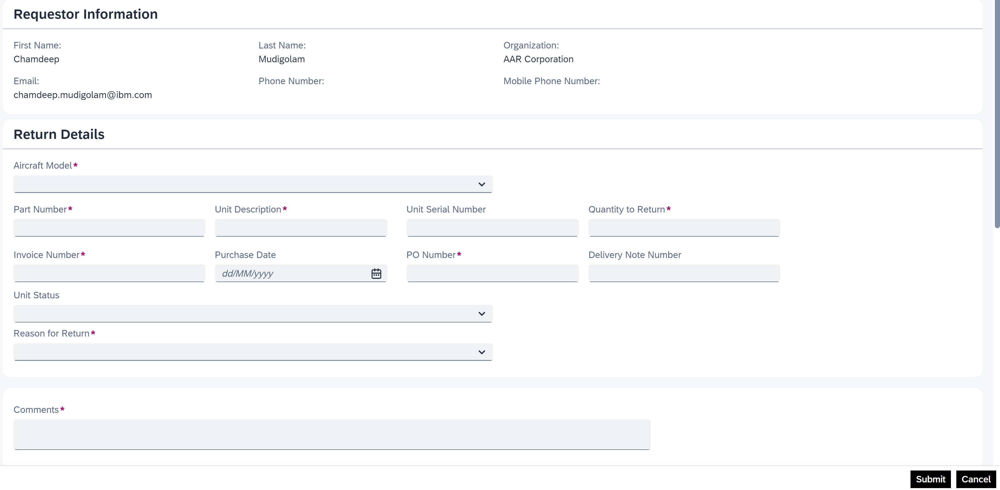 Requestor Information
First Name: Last Name: Organization:
Chamdeep Mudigolam AAR Corporation
Email: Phone Number: Mobile Phone Number:
chamdeep.mudigolam@ibm.com
Return Details
Aircraft Model*
Part Number* Unit Description* Unit Serial Number Quantity to Return*
Invoice Number* Purchase Date PO Number* Delivery Note Number
dd/MM/yyyy
Unit Status
Reason for Return*
Comments*
Submit Cancel